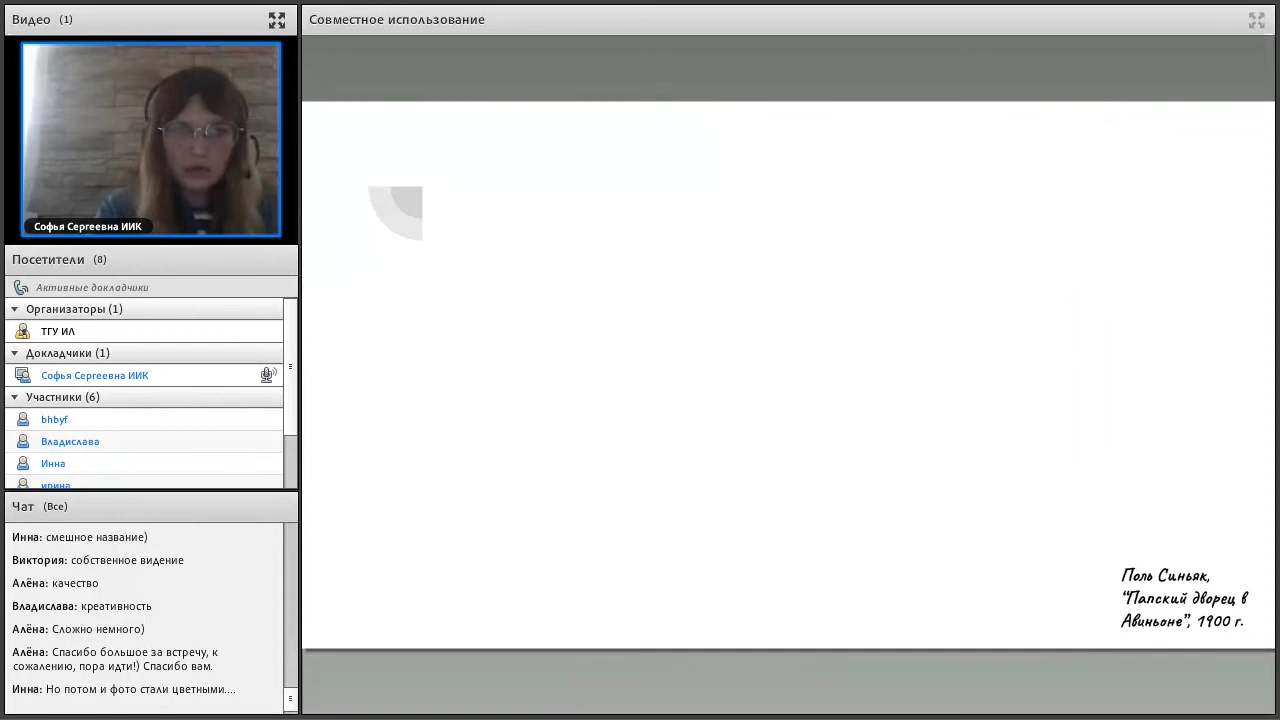 Видео (1)
Софья Сергеевна ИИК
Посетители (8)
Активные докладчики
Организаторы (1)
ТГУ ИЛ
Докладчики (1)
Софья Сергеевна ИИК
Участники (6)
bhbyf
Владислава
Инна
ирина
Чат (Все)
Инна: смешное название)
Виктория: собственное видение
Алёна: качество
Владислава: креативность
Алёна: Сложно немного)
Алёна: Спасибо большое за встречу, к
сожалению, пора идти!) Спасибо вам.
Инна: Но потом и фото стали цветными....
Совместное использование
Поль Синьяк,
“Папский дворец в
Авиньоне”, 1900 г.